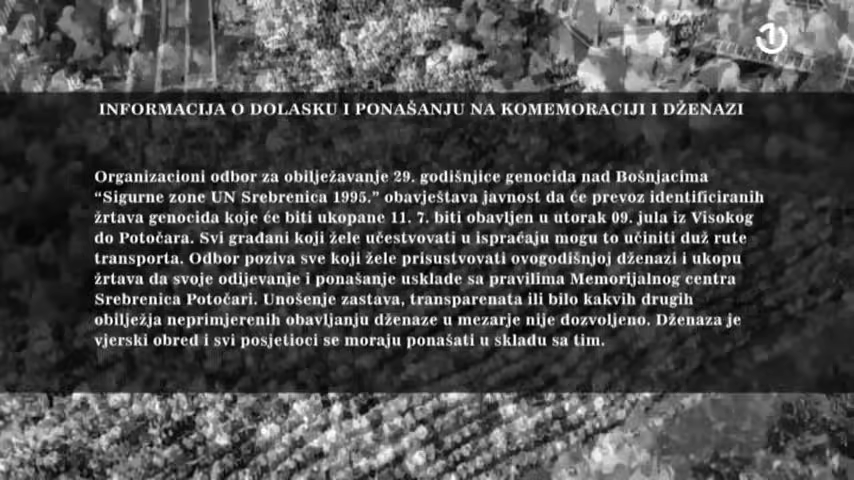 INFORMACIJA O DOLASKU I PONAŠANJU NA KOMEMORACIJI I DŽENAZI
Organizacioni odbor za obilježavanje 29. godišnjice genocida nad Bošnjacima
“Sigurne zone UN Srebrenica 1995.” obavještava javnost da će prevoz identificiranih
žrtava genocida koje će biti ukopane 11. 7. biti obavljen u utorak 09. jula iz Visokog
do Potočara. Svi građani koji žele učestvovati u ispraćaju mogu to učiniti duž rute
transporta. Odbor poziva sve koji žele prisustvovati ovogodišnjoj dženazi i ukopu
žrtava da svoje odijevanje i ponašanje usklade sa pravilima Memorijalnog centra
Srebrenica Potočari. Unošenje zastava, transparenata ili bilo kakvih drugih
obilježja neprimjerenih obavljanju dženaze u mezarje nije dozvoljeno. Dženaza je
vjerski obred i svi posjetioci se moraju ponašati u skladu sa tim.